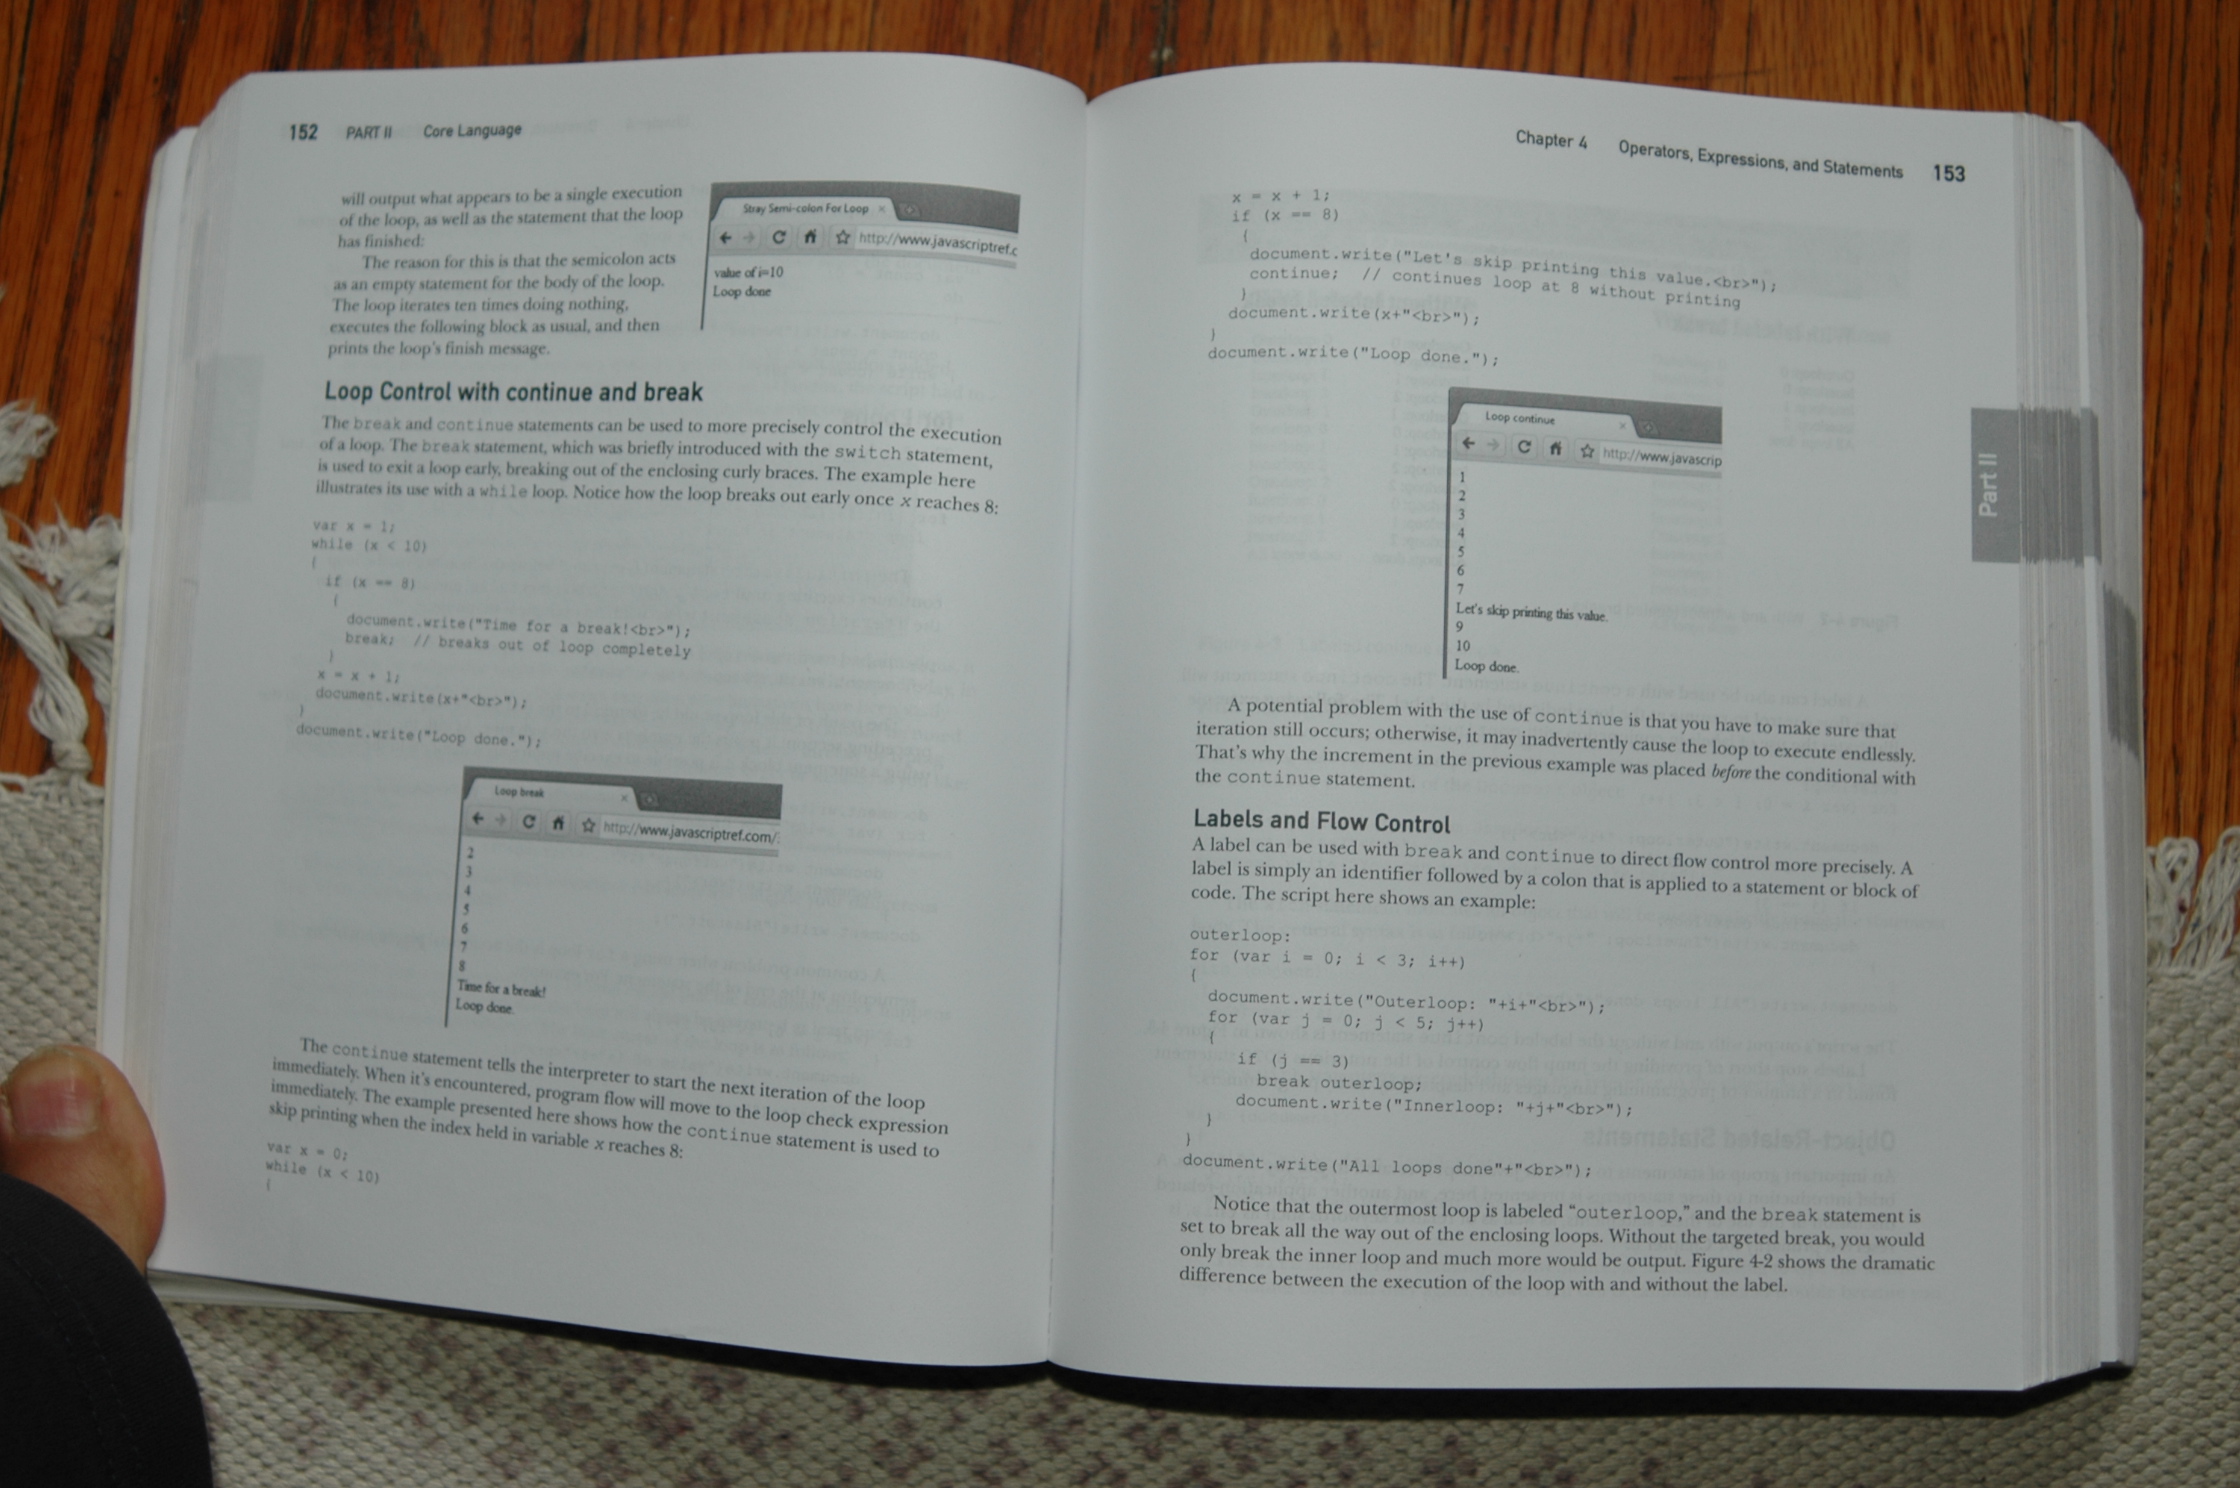 152 PART II Core Language
will output what appears to be a single execution
of the loop, as well as the statement that the loop
has finished:
The reason for this is that the semicolon acts
as an empty statement for the body of the loop.
The loop iterates ten times doing nothing,
executes the following block as usual, and then
prints the loop's finish message.
Stray Semi-colon For Loop ×
http://www.javascriptref.c
value of i=10
Loop done
Loop Control with continue and break
The break and continue statements can be used to more precisely control the execution
of a loop. The break statement, which was briefly introduced with the switch statement,
is used to exit a loop early, breaking out of the enclosing curly braces. The example here
illustrates its use with a while loop. Notice how the loop breaks out early once x reaches 8:
var x = 1;
while (x < 10)
{
if (x == 8)
{
document.write("Time for a break!<br>");
break; // breaks out of loop completely
}
x = x + 1;
document.write(x+"<br>");
}
document.write("Loop done.");
Loop break ×
http://www.javascriptref.com/
2
3
4
5
6
7
8
Time for a break!
Loop done.
The continue statement tells the interpreter to start the next iteration of the loop
immediately. When it's encountered, program flow will move to the loop check expression
immediately. The example presented here shows how the continue statement is used to
skip printing when the index held in variable x reaches 8:
var x = 0;
while (x < 10)
{
Chapter 4 Operators, Expressions, and Statements 153
x = x + 1;
if (x == 8)
{
document.write("Let's skip printing this value.<br>");
continue; // continues loop at 8 without printing
}
document.write(x+"<br>");
}
document.write("Loop done.");
Loop continue ×
http://www.javascrip
1
2
3
4
5
6
7
Let's skip printing this value.
9
10
Loop done.
Part II
A potential problem with the use of continue is that you have to make sure that
iteration still occurs; otherwise, it may inadvertently cause the loop to execute endlessly.
That's why the increment in the previous example was placed before the conditional with
the continue statement.
Labels and Flow Control
A label can be used with break and continue to direct flow control more precisely. A
label is simply an identifier followed by a colon that is applied to a statement or block of
code. The script here shows an example:
outerloop:
for (var i = 0; i < 3; i++)
{
document.write("Outerloop: "+i+"<br>");
for (var j = 0; j < 5; j++)
{
if (j == 3)
break outerloop;
document.write("Innerloop: "+j+"<br>");
}
}
document.write("All loops done"+"<br>");
Notice that the outermost loop is labeled "outerloop," and the break statement is
set to break all the way out of the enclosing loops. Without the targeted break, you would
only break the inner loop and much more would be output. Figure 4-2 shows the dramatic
difference between the execution of the loop with and without the label.